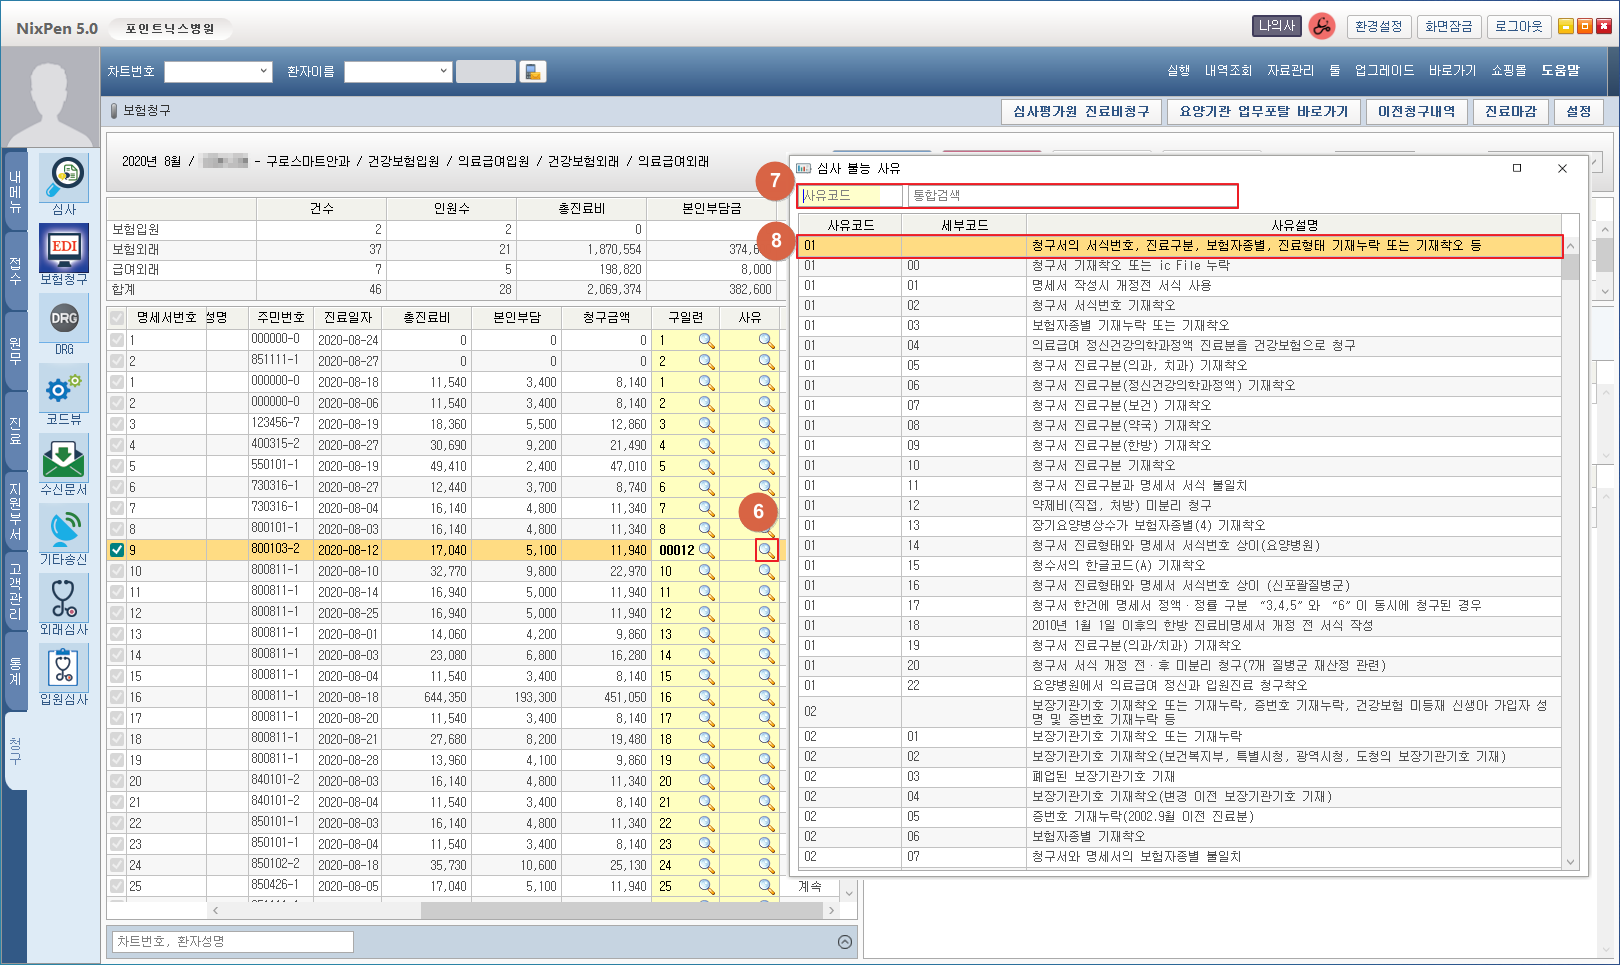 NixPen 5.0 포인트닉스병원 나의사 환경설정 화면잠금 로그아웃
차트번호 환자이름 실행 내역조회 자료관리 툴 업그레이드 바로가기 쇼핑몰 도움말
보험청구 심사평가원 진료비청구 요양기관 업무포탈 바로가기 이전청구내역 진료마감 설정
내메뉴
접수
원무
진료
지원부서
고객관리
통계
청구
심사
EDI
보험청구
DRG
DRG
코드뷰
수신문서
기타송신
외래심사
입원심사
2020년 8월 / - 구로스마트안과 / 건강보험입원 / 의료급여입원 / 건강보험외래 / 의료급여외래
건수 인원수 총진료비 본인부담금
보험입원 2 2 0
보험외래 37 21 1,870,554 374,6
급여외래 7 5 198,820 8,000
합계 46 28 2,069,374 382,600
명세서번호 성명 주민번호 진료일자 총진료비 본인부담 청구금액 구일련 사유
1 000000-0 2020-08-24 0 0 0 1
2 851111-1 2020-08-27 0 0 0 2
1 000000-0 2020-08-18 11,540 3,400 8,140 1
2 000000-0 2020-08-06 11,540 3,400 8,140 2
3 123456-7 2020-08-19 18,360 5,500 12,860 3
4 400315-2 2020-08-27 30,690 9,200 21,490 4
5 550101-1 2020-08-19 49,410 2,400 47,010 5
6 730316-1 2020-08-27 12,440 3,700 8,740 6
7 730316-1 2020-08-04 16,140 4,800 11,340 7
8 800101-1 2020-08-03 16,140 4,800 11,340 8
6
9 800103-2 2020-08-12 17,040 5,100 11,940 00012
10 800811-1 2020-08-10 32,770 9,800 22,970 10
11 800811-1 2020-08-14 16,940 5,000 11,940 11
12 800811-1 2020-08-25 16,940 5,000 11,940 12
13 800811-1 2020-08-01 14,060 4,200 9,860 13
14 800811-1 2020-08-03 23,080 6,800 16,280 14
15 800811-1 2020-08-04 11,540 3,400 8,140 15
16 800811-1 2020-08-18 644,350 193,300 451,050 16
17 800811-1 2020-08-20 11,540 3,400 8,140 17
18 800811-1 2020-08-21 27,680 8,200 19,480 18
19 800811-1 2020-08-28 13,960 4,100 9,860 19
20 840101-2 2020-08-03 16,140 4,800 11,340 20
21 840101-2 2020-08-04 11,540 3,400 8,140 21
22 850101-1 2020-08-03 16,140 4,800 11,340 22
23 850101-1 2020-08-04 11,540 3,400 8,140 23
24 850102-2 2020-08-18 35,730 10,600 25,130 24
25 850426-1 2020-08-05 17,040 5,100 11,940 25 계속
차트번호, 환자성명
심사 불능 사유
7 사유코드 통합검색
사유코드 세부코드 사유설명
8
01 청구서의 서식번호, 진료구분, 보험자종별, 진료형태 기재누락 또는 기재착오 등
01 00 청구서 기재착오 또는 ic File 누락
01 01 명세서 작성시 개정전 서식 사용
01 02 청구서 서식번호 기재착오
01 03 보험자종별 기재누락 또는 기재착오
01 04 의료급여 정신건강의학과정액 진료분을 건강보험으로 청구
01 05 청구서 진료구분(의과, 치과) 기재착오
01 06 청구서 진료구분(정신건강의학과정액) 기재착오
01 07 청구서 진료구분(보건) 기재착오
01 08 청구서 진료구분(약국) 기재착오
01 09 청구서 진료구분(한방) 기재착오
01 10 청구서 진료구분 기재착오
01 11 청구서 진료구분과 명세서 서식 불일치
01 12 약제비(직접, 처방) 미분리 청구
01 13 장기요양병상수가 보험자종별(4) 기재착오
01 14 청구서 진료형태와 명세서 서식번호 상이(요양병원)
01 15 청수서의 한글코드(A) 기재착오
01 16 청구서 진료형태와 명세서 서식번호 상이 (신포괄질병군)
01 17 청구서 한건에 명세서 정액·정률 구분 “3,4,5”와 “6”이 동시에 청구된 경우
01 18 2010년 1월 1일 이후의 한방 진료비명세서 개정 전 서식 작성
01 19 청구서 진료구분(의과/치과) 기재착오
01 20 청구서 서식 개정 전·후 미분리 청구(7개 질병군 재산정 관련)
01 22 요양병원에서 의료급여 정신과 입원진료 청구착오
02 보장기관기호 기재착오 또는 기재누락, 증번호 기재누락, 건강보험 미등재 신생아 가입자 성
명 및 증번호 기재누락 등
02 01 보장기관기호 기재착오 또는 기재누락
02 02 보장기관기호 기재착오(보건복지부, 특별시청, 광역시청, 도청의 보장기관기호 기재)
02 03 폐업된 보장기관기호 기재
02 04 보장기관기호 기재착오(변경 이전 보장기관기호 기재)
02 05 증번호 기재누락(2002.9월 이전 진료분)
02 06 보험자종별 기재착오
02 07 청구서와 명세서의 보험자종별 불일치